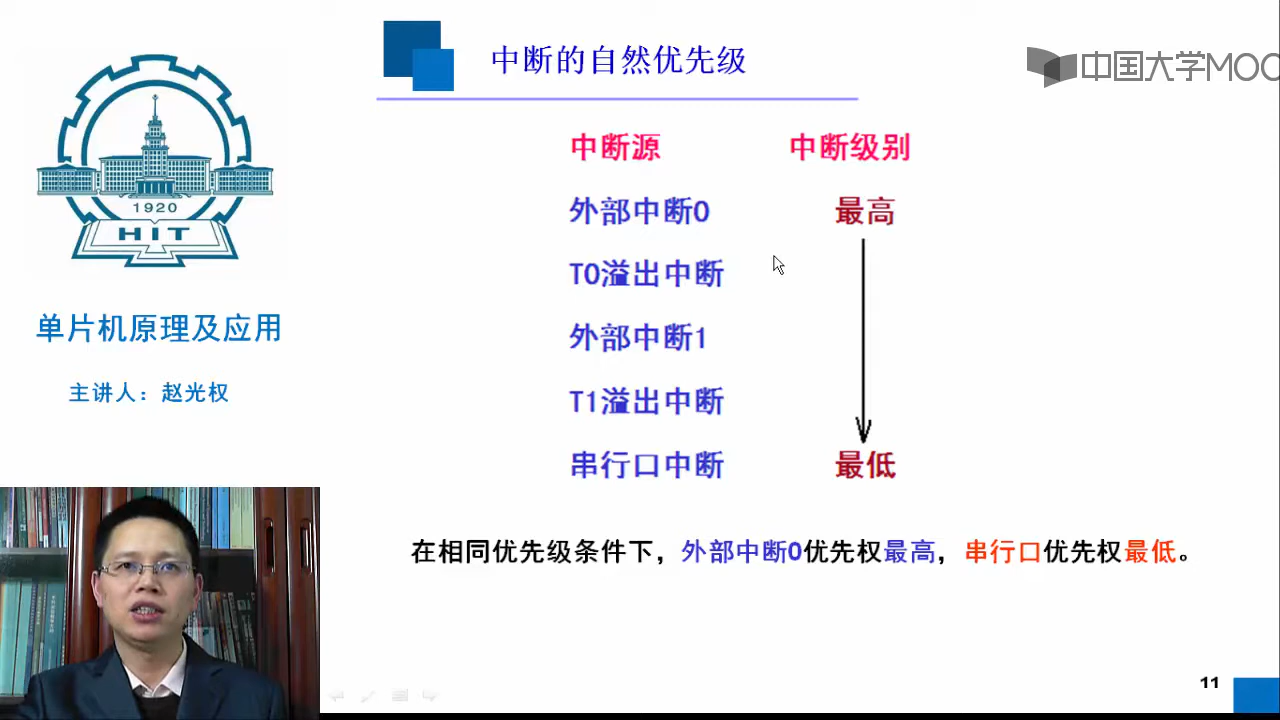 中断的自然优先级
中国大学MOO
中断源 中断级别
外部中断0 最高
T0溢出中断
外部中断1
T1溢出中断
串行口中断 最低
在相同优先级条件下，外部中断0优先权最高，串行口优先权最低。
1920
HIT
单片机原理及应用
主讲人：赵光权
11